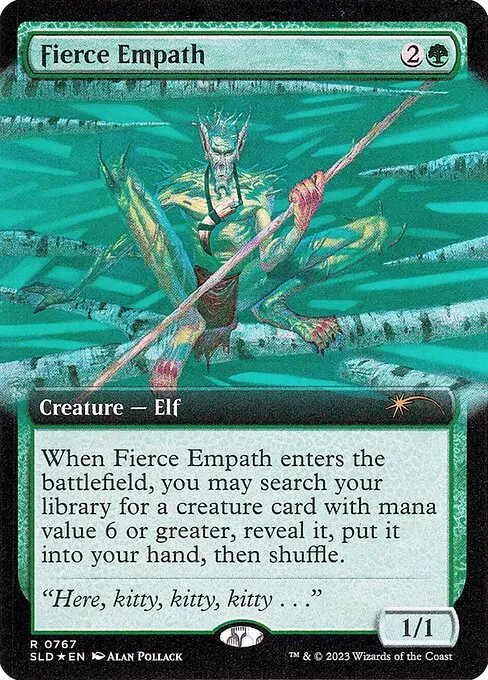 Fierce Empath 2
Creature — Elf
When Fierce Empath enters the
battlefield, you may search your
library for a creature card with mana
value 6 or greater, reveal it, put it
into your hand, then shuffle.
“Here, kitty, kitty, kitty . . .”
1/1
R 0767
SLD ★ EN ALAN POLLACK
™ & © 2023 Wizards of the Coast